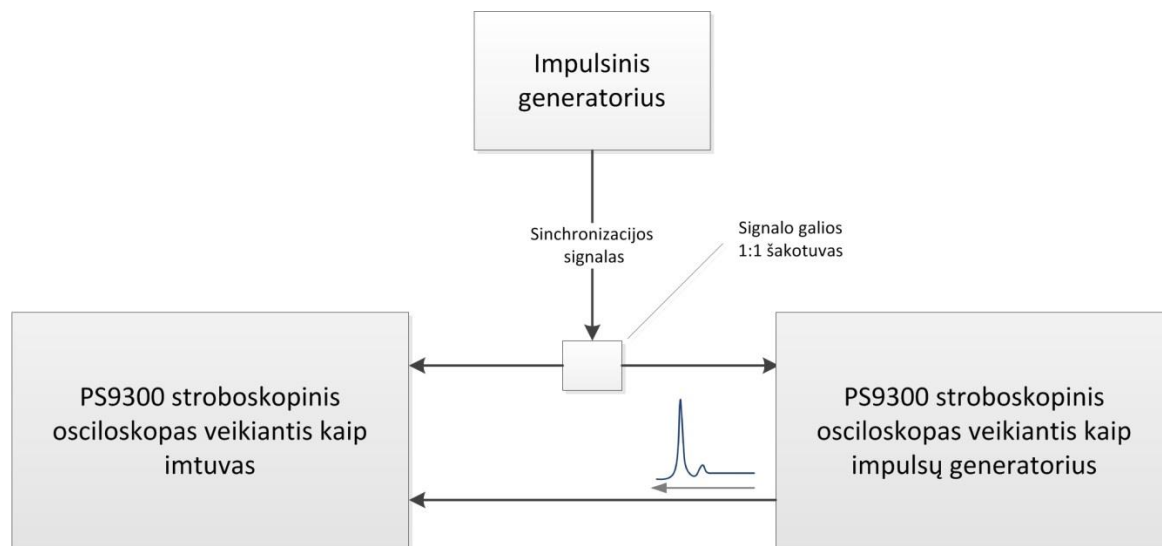 Impulsinis
generatorius
Sinchronizacijos
signalas
Signalo galios
1:1 šakotuvas
PS9300 stroboskopinis
osciloskopas veikiantis kaip
imtuvas
PS9300 stroboskopinis
osciloskopas veikiantis kaip
impulsų generatorius